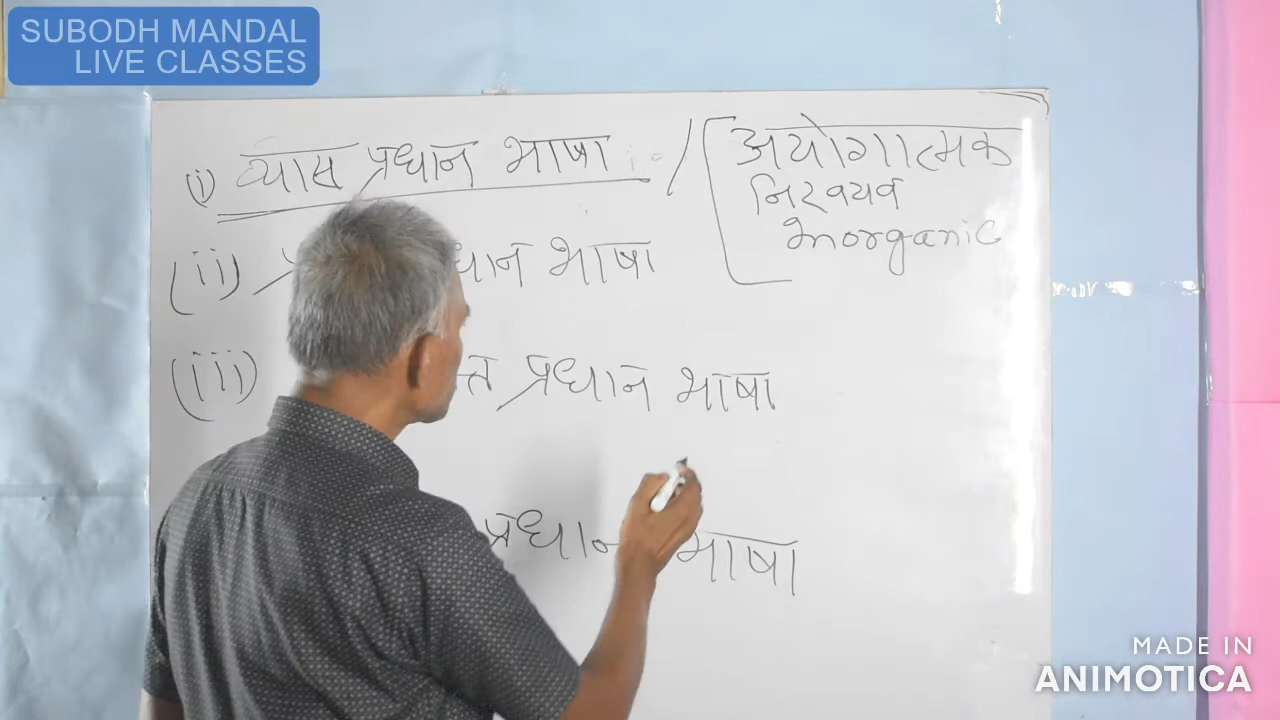 SUBODH MANDAL
LIVE CLASSES
(i) व्यास प्रधान भाषा : / [ अयोगात्मक
निरवयव
Inorganic
(ii) धान भाषा
(iii) प्रधान भाषा
प्रधान भाषा
MADE IN
ANIMOTICA